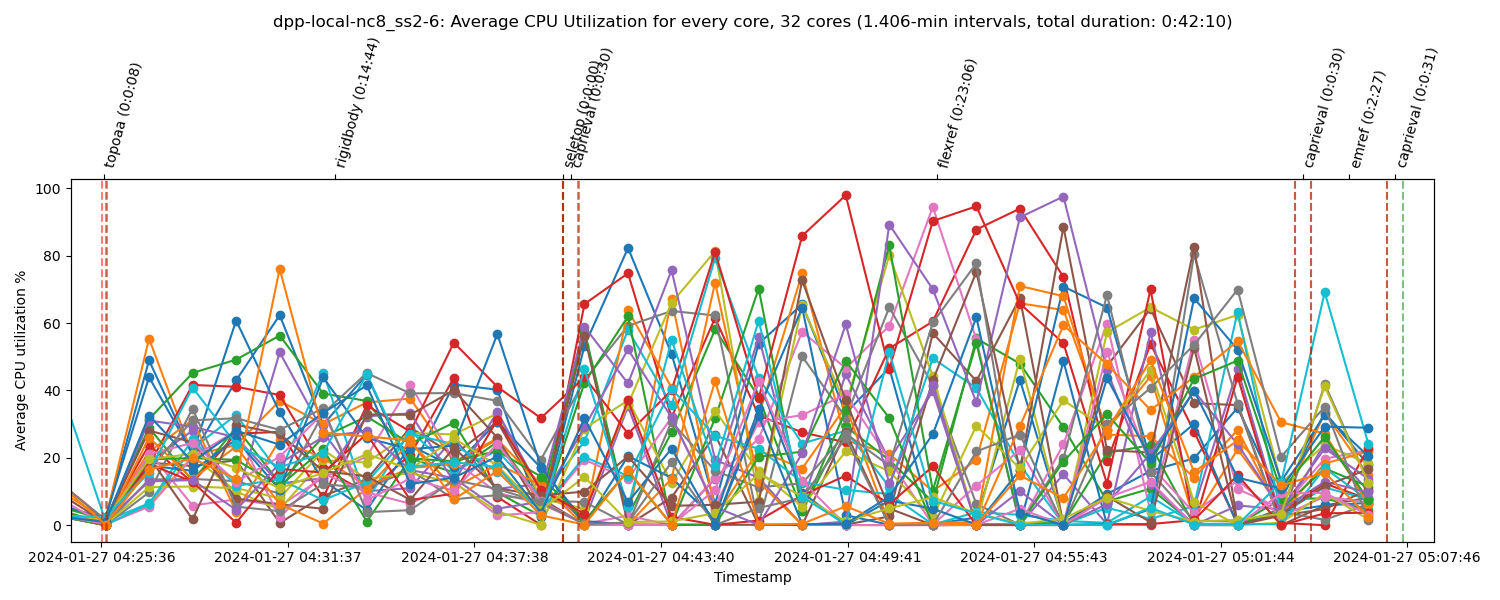 dpp-local-nc8_ss2-6: Average CPU Utilization for every core, 32 cores (1.406-min intervals, total duration: 0:42:10)
topoaa (0:0:08)
rigidbody (0:14:44)
seletop (0:0:00)
caprieval (0:0:30)
flexref (0:23:06)
caprieval (0:0:30)
emref (0:2:27)
caprieval (0:0:31)
Average CPU utilization %
100
80
60
40
20
0
2024-01-27 04:25:36
2024-01-27 04:31:37
2024-01-27 04:37:38
2024-01-27 04:43:40
2024-01-27 04:49:41
2024-01-27 04:55:43
2024-01-27 05:01:44
2024-01-27 05:07:46
Timestamp